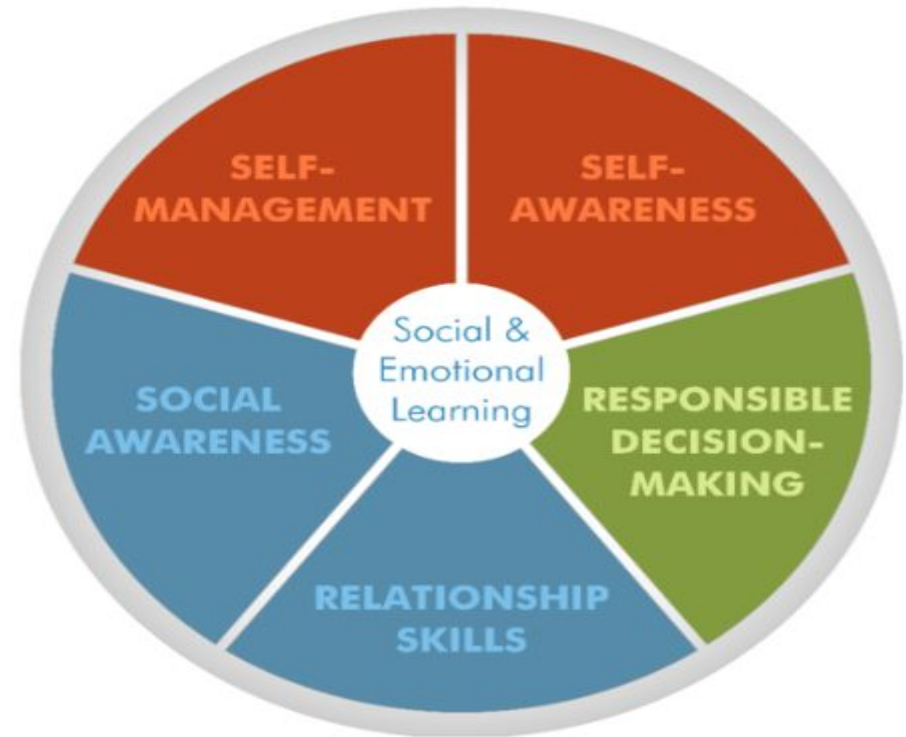 SELF-
MANAGEMENT
SELF-
AWARENESS
Social &
Emotional
Learning
SOCIAL
AWARENESS
RESPONSIBLE
DECISION-
MAKING
RELATIONSHIP
SKILLS